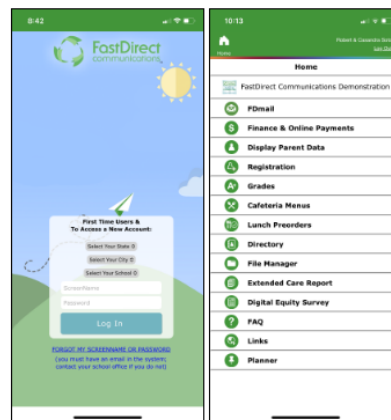 8:42
FastDirect
communications
First Time Users &
To Access a New Account:
Select Your State
Select Your City
Select Your School
ScreenName
Password
Log In
FORGOT MY SCREENNAME OR PASSWORD
(you must have an email in the system;
contact your school office if you do not)
10:13
Home
Home
FastDirect Communications Demonstration
FDmail
Finance & Online Payments
Display Parent Data
Registration
Grades
Cafeteria Menus
Lunch Preorders
Directory
File Manager
Extended Care Report
Digital Equity Survey
FAQ
Links
Planner